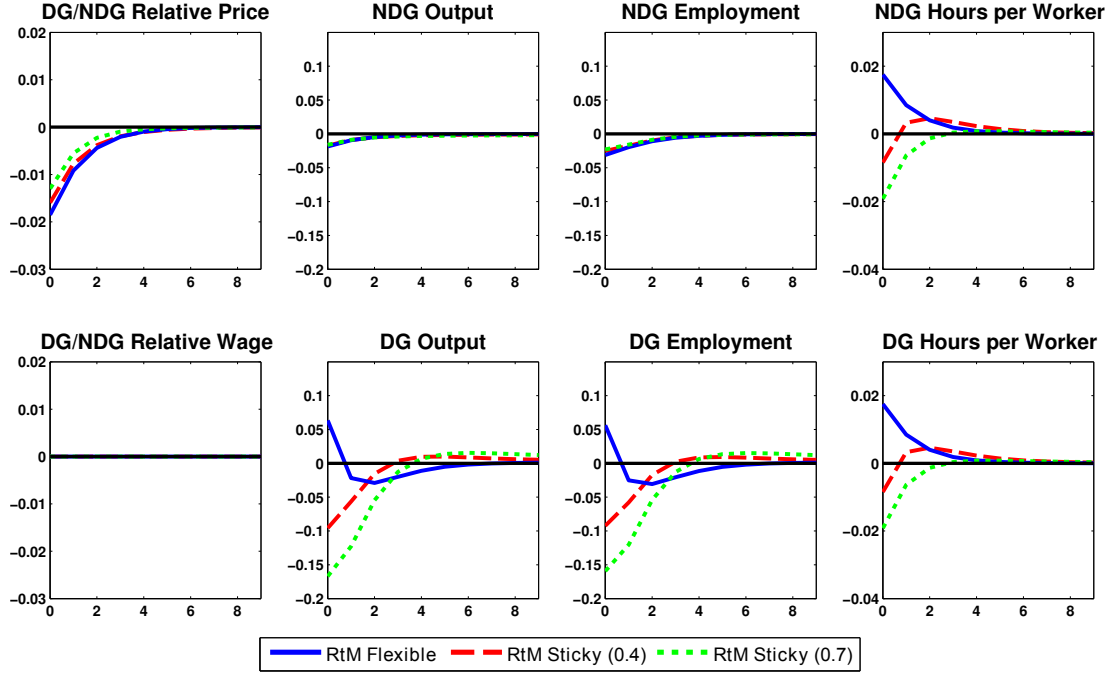 DG/NDG Relative Price
NDG Output
NDG Employment
NDG Hours per Worker
0.02
0.01
0
−0.01
−0.02
−0.03
0 2 4 6 8
0.1
0.05
0
−0.05
−0.1
−0.15
−0.2
0 2 4 6 8
0.1
0.05
0
−0.05
−0.1
−0.15
−0.2
0 2 4 6 8
0.02
0
−0.02
−0.04
0 2 4 6 8
DG/NDG Relative Wage
DG Output
DG Employment
DG Hours per Worker
0.02
0.01
0
−0.01
−0.02
−0.03
0 2 4 6 8
0.1
0.05
0
−0.05
−0.1
−0.15
−0.2
0 2 4 6 8
0.1
0.05
0
−0.05
−0.1
−0.15
−0.2
0 2 4 6 8
0.02
0
−0.02
−0.04
0 2 4 6 8
RtM Flexible RtM Sticky (0.4) RtM Sticky (0.7)